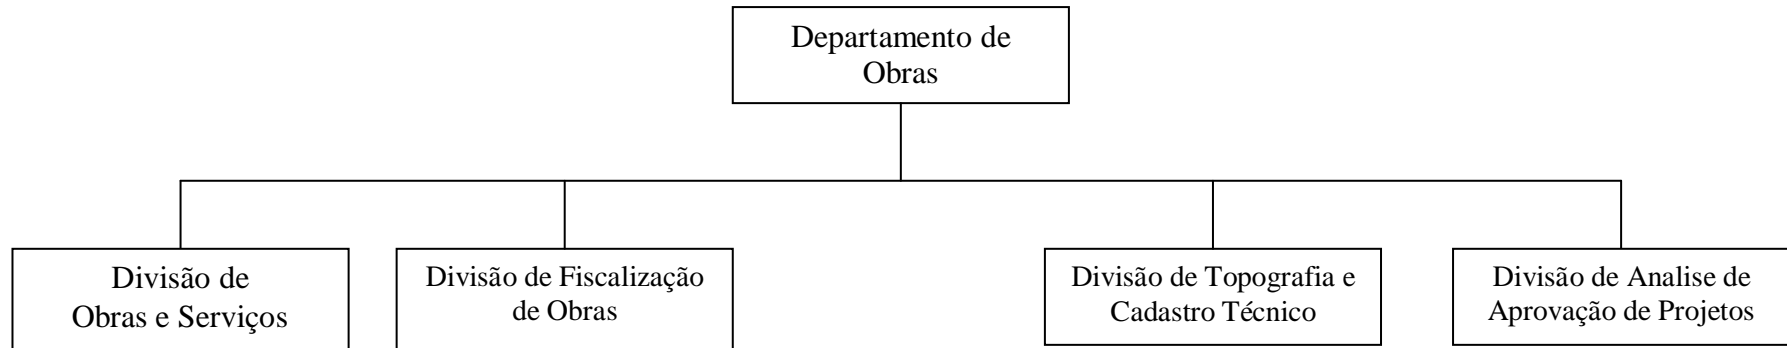 Departamento de
Obras
Divisão de
Obras e Serviços
Divisão de Fiscalização
de Obras
Divisão de Topografia e
Cadastro Técnico
Divisão de Analise de
Aprovação de Projetos